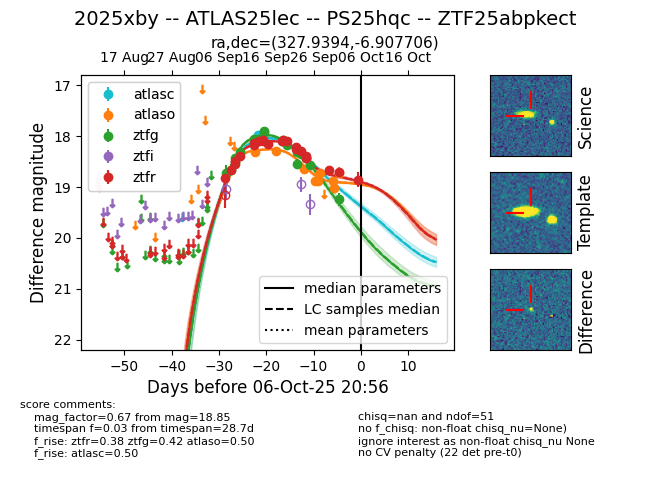 2025xby -- ATLAS25lec -- PS25hqc -- ZTF25abpkect
ra,dec=(327.9394,-6.907706)
17 Aug 27 Aug 06 Sep 16 Sep 26 Sep 06 Oct 16 Oct
atlasc
atlaso
ztfg
ztfi
ztfr
17
18
19
20
21
22
Difference magnitude
median parameters
LC samples median
mean parameters
−50 −40 −30 −20 −10 0 10
Days before 06-Oct-25 20:56
Science
Template
Difference
score comments:
mag_factor=0.67 from mag=18.85
timespan f=0.03 from timespan=28.7d
f_rise: ztfr=0.38 ztfg=0.42 atlaso=0.50
f_rise: atlasc=0.50
chisq=nan and ndof=51
no f_chisq: non-float chisq_nu=None)
ignore interest as non-float chisq_nu None
no CV penalty (22 det pre-t0)